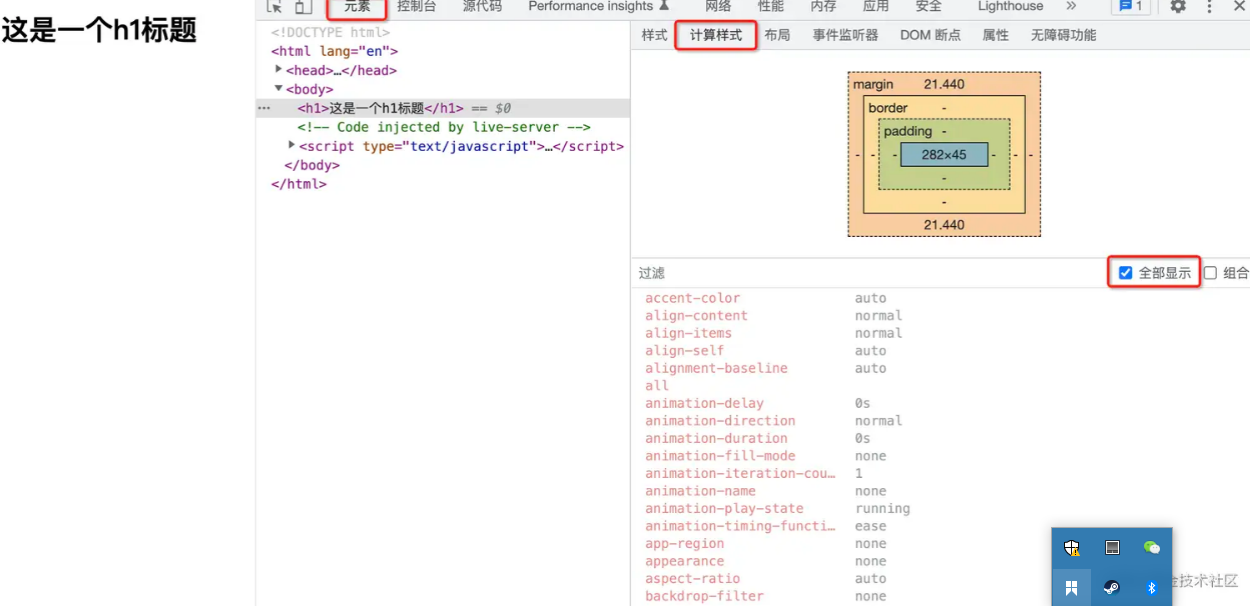 这是一个h1标题
元素 控制台 源代码 Performance insights 网络 性能 内存 应用 安全 Lighthouse » 1
<!DOCTYPE html>
<html lang="en">
<head>…</head>
<body>
<h1>这是一个h1标题</h1> == $0
<!-- Code injected by live-server -->
<script type="text/javascript">…</script>
</body>
</html>
样式 计算样式 布局 事件监听器 DOM 断点 属性 无障碍功能
margin 21.440
border -
padding -
- - - 282×45 - - -
-
-
21.440
过滤 全部显示 组合
accent-color auto
align-content normal
align-items normal
align-self auto
alignment-baseline auto
all
animation-delay 0s
animation-direction normal
animation-duration 0s
animation-fill-mode none
animation-iteration-cou… 1
animation-name none
animation-play-state running
animation-timing-functi… ease
app-region none
appearance none
aspect-ratio auto
backdrop-filter none
技术社区